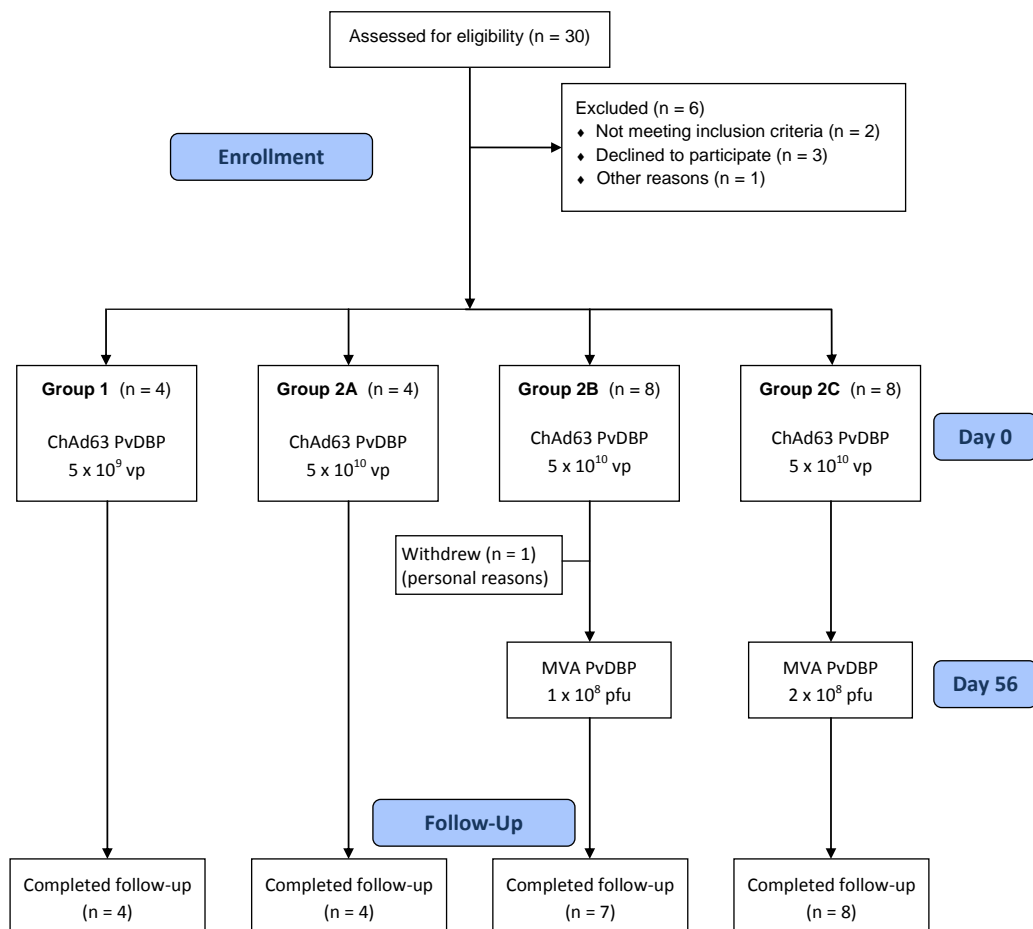 Assessed for eligibility (n = 30)
Excluded (n = 6)
♦ Not meeting inclusion criteria (n = 2)
♦ Declined to participate (n = 3)
♦ Other reasons (n = 1)
Enrollment
Group 1 (n = 4)
ChAd63 PvDBP
5 x 10⁹ vp
Group 2A (n = 4)
ChAd63 PvDBP
5 x 10¹⁰ vp
Group 2B (n = 8)
ChAd63 PvDBP
5 x 10¹⁰ vp
Group 2C (n = 8)
ChAd63 PvDBP
5 x 10¹⁰ vp
Day 0
Withdrew (n = 1)
(personal reasons)
MVA PvDBP
1 x 10⁸ pfu
MVA PvDBP
2 x 10⁸ pfu
Day 56
Follow-Up
Completed follow-up
(n = 4)
Completed follow-up
(n = 4)
Completed follow-up
(n = 7)
Completed follow-up
(n = 8)